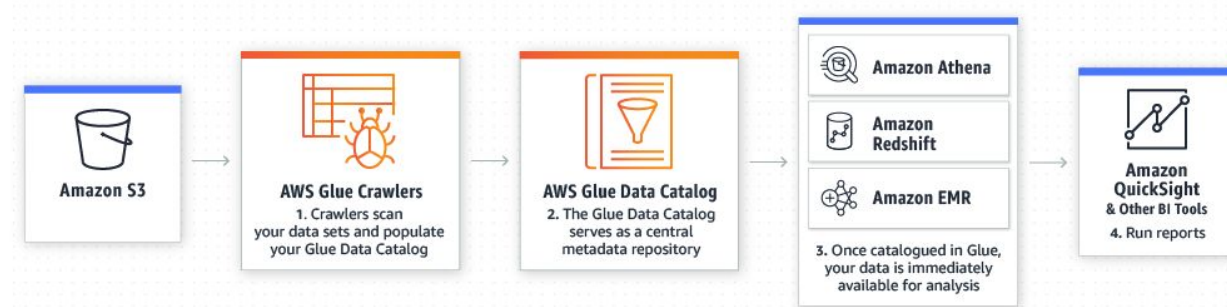 Amazon S3
AWS Glue Crawlers
1. Crawlers scan
your data sets and populate
your Glue Data Catalog
AWS Glue Data Catalog
2. The Glue Data Catalog
serves as a central
metadata repository
Amazon Athena
Amazon
Redshift
Amazon EMR
3. Once catalogued in Glue,
your data is immediately
available for analysis
Amazon
QuickSight
& Other BI Tools
4. Run reports